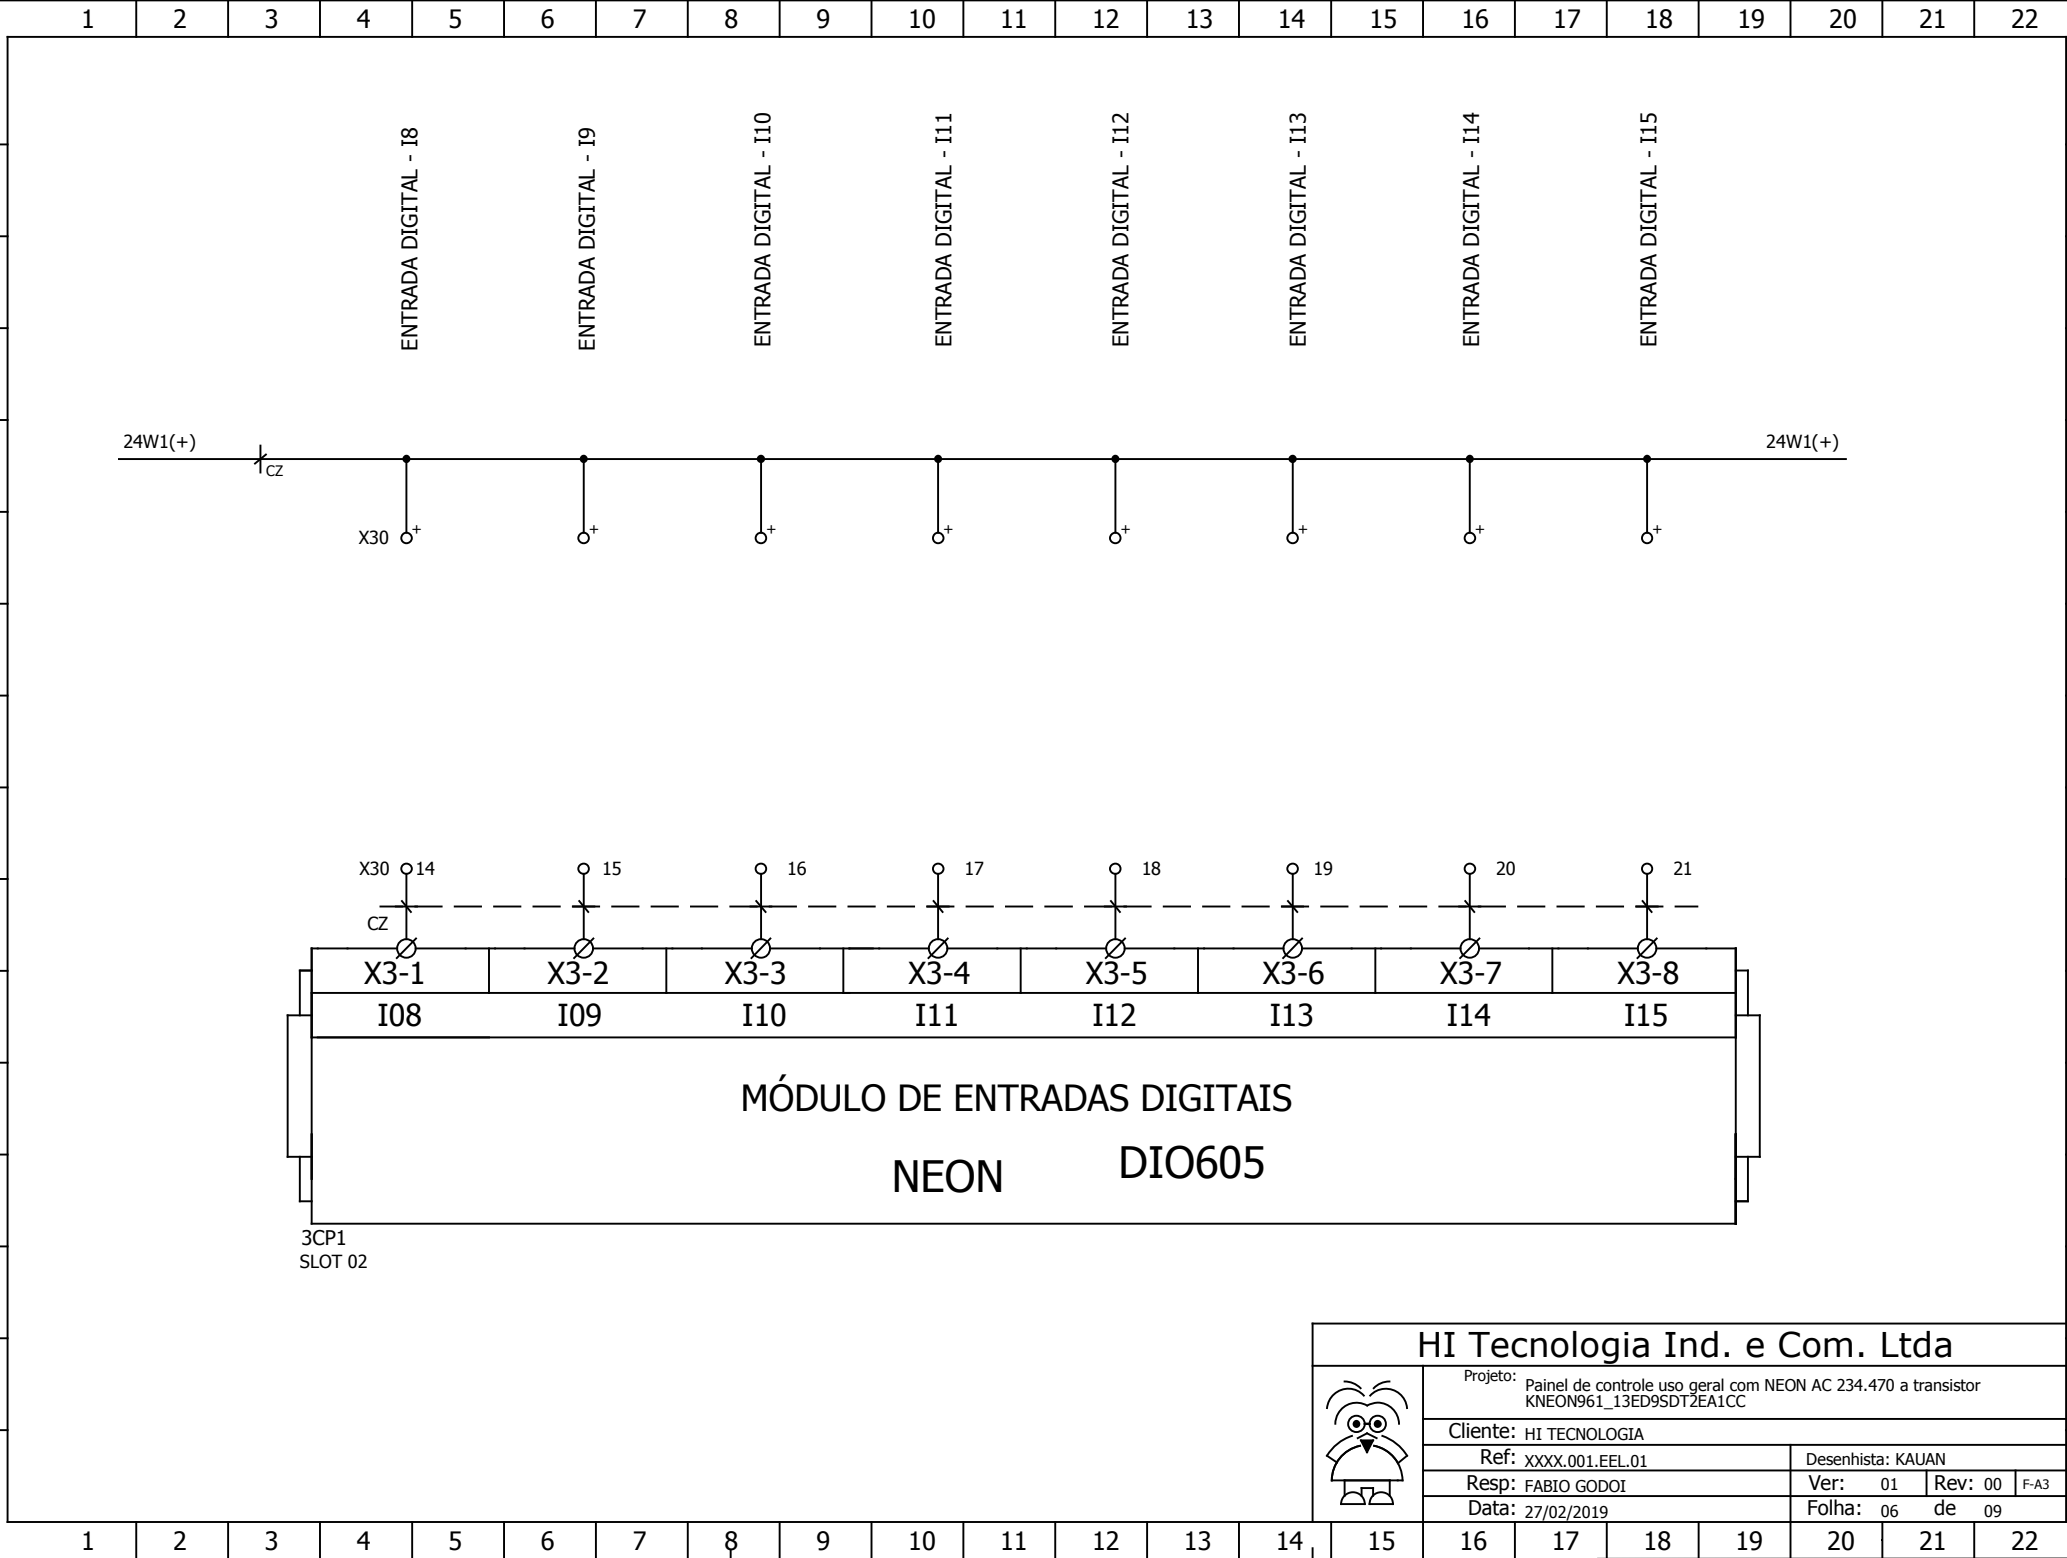 1 2 3 4 5 6 7 8 9 10 11 12 13 14 15 16 17 18 19 20 21 22
ENTRADA DIGITAL - I8
ENTRADA DIGITAL - I9
ENTRADA DIGITAL - I10
ENTRADA DIGITAL - I11
ENTRADA DIGITAL - I12
ENTRADA DIGITAL - I13
ENTRADA DIGITAL - I14
ENTRADA DIGITAL - I15
24W1(+) 24W1(+)
CZ
X30 + + + + + + + +
X30 14 15 16 17 18 19 20 21
CZ
X3-1 X3-2 X3-3 X3-4 X3-5 X3-6 X3-7 X3-8
I08 I09 I10 I11 I12 I13 I14 I15
MÓDULO DE ENTRADAS DIGITAIS
NEON DIO605
3CP1
SLOT 02
HI Tecnologia Ind. e Com. Ltda
Projeto: Painel de controle uso geral com NEON AC 234.470 a transistor
KNEON961_13ED9SDT2EA1CC
Cliente: HI TECNOLOGIA
Ref: XXXX.001.EEL.01 Desenhista: KAUAN
Resp: FABIO GODOI Ver: 01 Rev: 00 F-A3
Data: 27/02/2019 Folha: 06 de 09
1 2 3 4 5 6 7 8 9 10 11 12 13 14 15 16 17 18 19 20 21 22